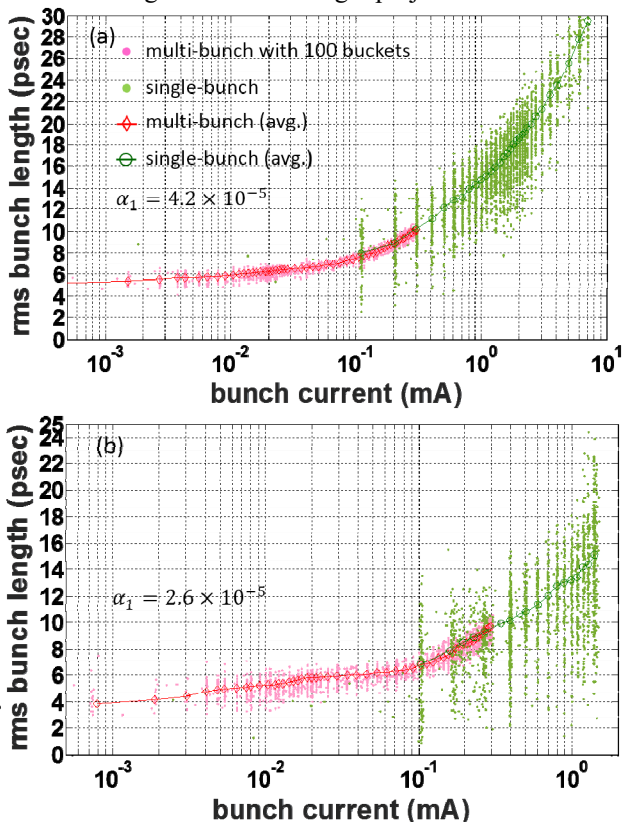 (a)
multi-bunch with 100 buckets
single-bunch
multi-bunch (avg.)
single-bunch (avg.)
α₁ = 4.2 × 10⁻⁵
rms bunch length (psec)
30
28
26
24
22
20
18
16
14
12
10
8
6
4
2
0
10⁻³ 10⁻² 10⁻¹ 10⁰ 10¹
bunch current (mA)
(b)
α₁ = 2.6 × 10⁻⁵
rms bunch length (psec)
25
24
22
20
18
16
14
12
10
8
6
4
2
0
10⁻³ 10⁻² 10⁻¹ 10⁰
bunch current (mA)